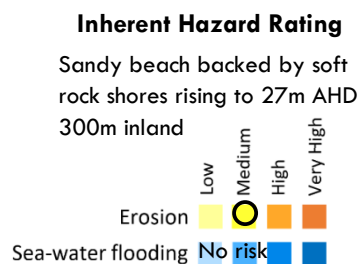 Inherent Hazard Rating
Sandy beach backed by soft
rock shores rising to 27m AHD
300m inland
Low
Medium
High
Very High
Erosion
Sea-water flooding No risk